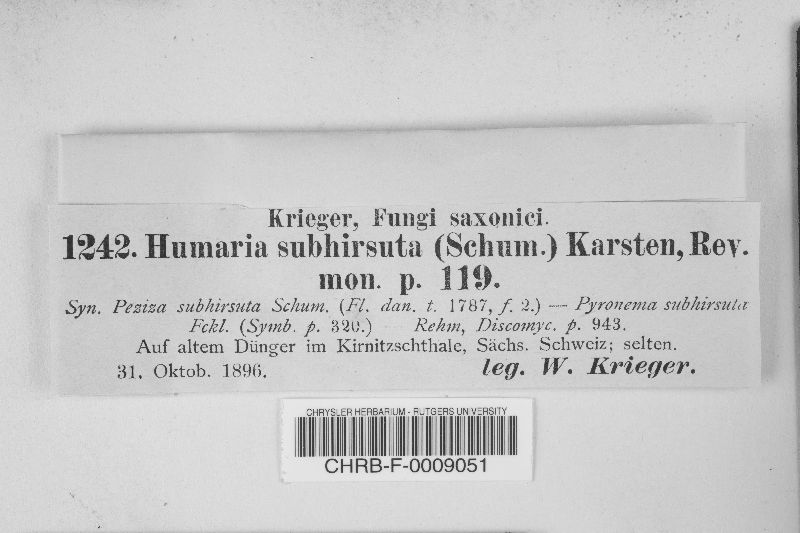 Krieger, Fungi saxonici.
1242. Humaria subhirsuta (Schum.) Karsten, Rev.
mon. p. 119.
Syn. Peziza subhirsuta Schum. (Fl. dan. t. 1787, f. 2.) — Pyronema subhirsuta
Fckl. (Symb. p. 320.) — Rehm, Discomyc. p. 943.
Auf altem Dünger im Kirnitzschthale, Sächs. Schweiz; selten.
31. Oktob. 1896. leg. W. Krieger.
CHRYSLER HERBARIUM - RUTGERS UNIVERSITY
CHRB-F-0009051